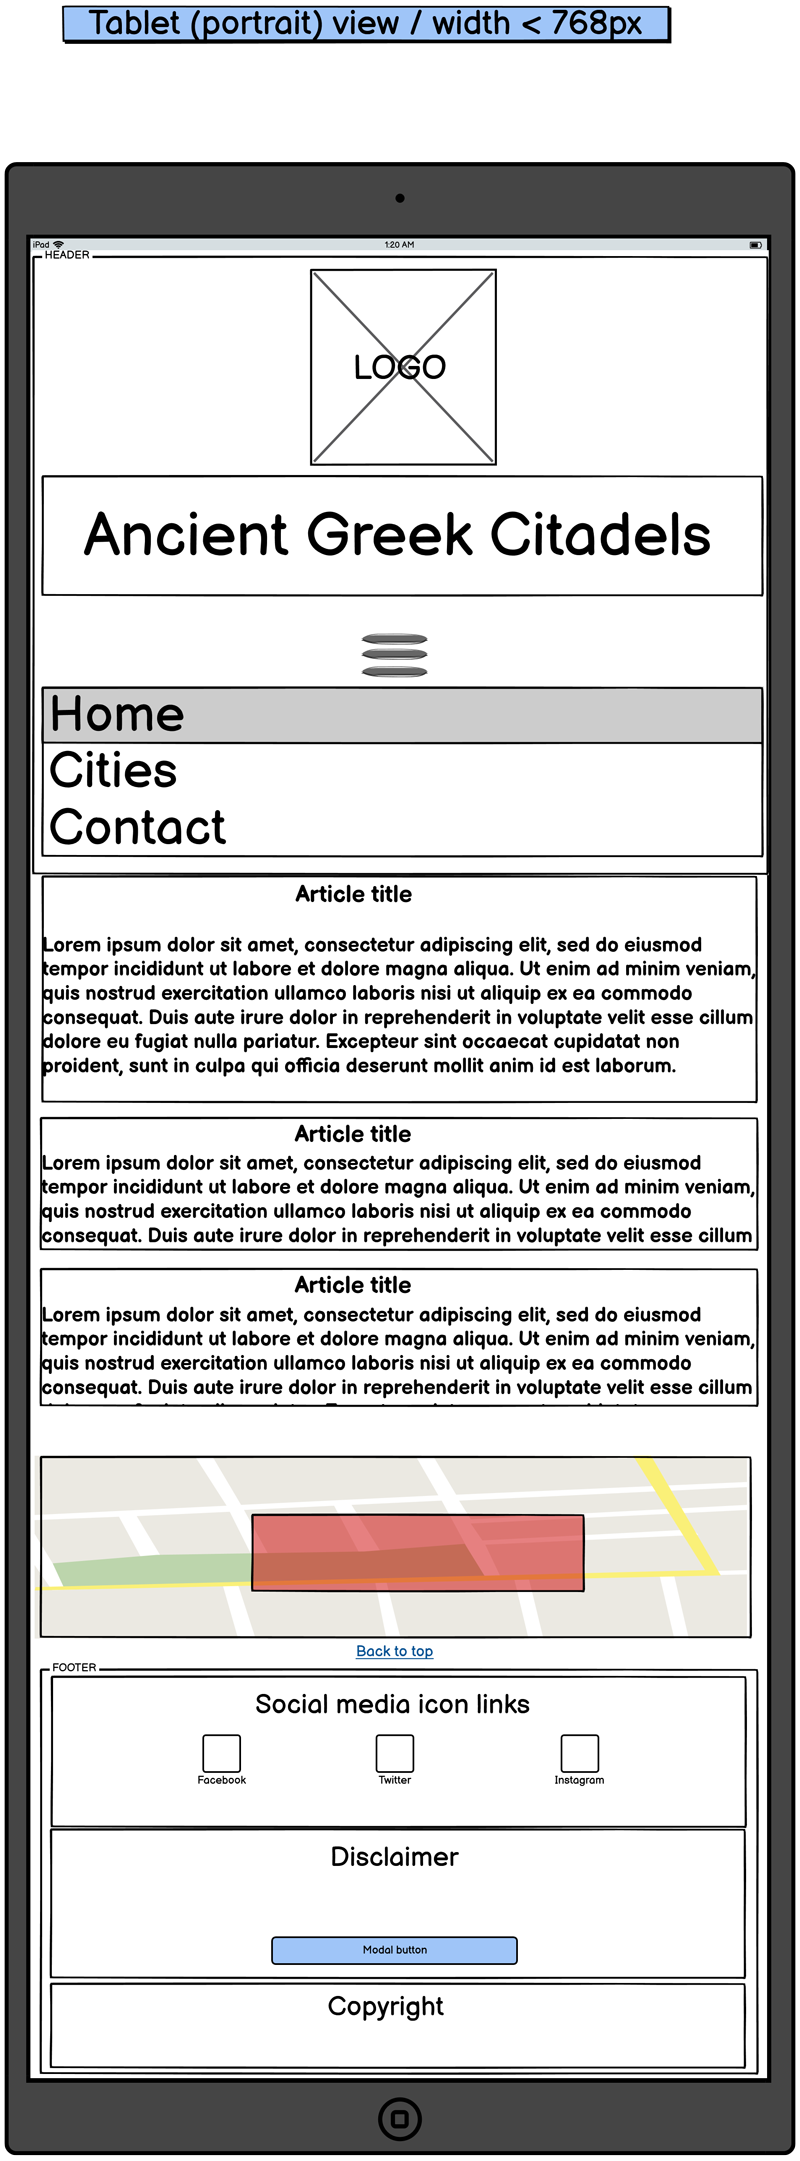 Tablet (portrait) view / width < 768px
iPad
1:20 AM
HEADER
LOGO
Ancient Greek Citadels
Home
Cities
Contact
Article title
Lorem ipsum dolor sit amet, consectetur adipiscing elit, sed do eiusmod
tempor incididunt ut labore et dolore magna aliqua. Ut enim ad minim veniam,
quis nostrud exercitation ullamco laboris nisi ut aliquip ex ea commodo
consequat. Duis aute irure dolor in reprehenderit in voluptate velit esse cillum
dolore eu fugiat nulla pariatur. Excepteur sint occaecat cupidatat non
proident, sunt in culpa qui officia deserunt mollit anim id est laborum.
Article title
Lorem ipsum dolor sit amet, consectetur adipiscing elit, sed do eiusmod
tempor incididunt ut labore et dolore magna aliqua. Ut enim ad minim veniam,
quis nostrud exercitation ullamco laboris nisi ut aliquip ex ea commodo
consequat. Duis aute irure dolor in reprehenderit in voluptate velit esse cillum
Article title
Lorem ipsum dolor sit amet, consectetur adipiscing elit, sed do eiusmod
tempor incididunt ut labore et dolore magna aliqua. Ut enim ad minim veniam,
quis nostrud exercitation ullamco laboris nisi ut aliquip ex ea commodo
consequat. Duis aute irure dolor in reprehenderit in voluptate velit esse cillum
Back to top
FOOTER
Social media icon links
Facebook
Twitter
Instagram
Disclaimer
Modal button
Copyright